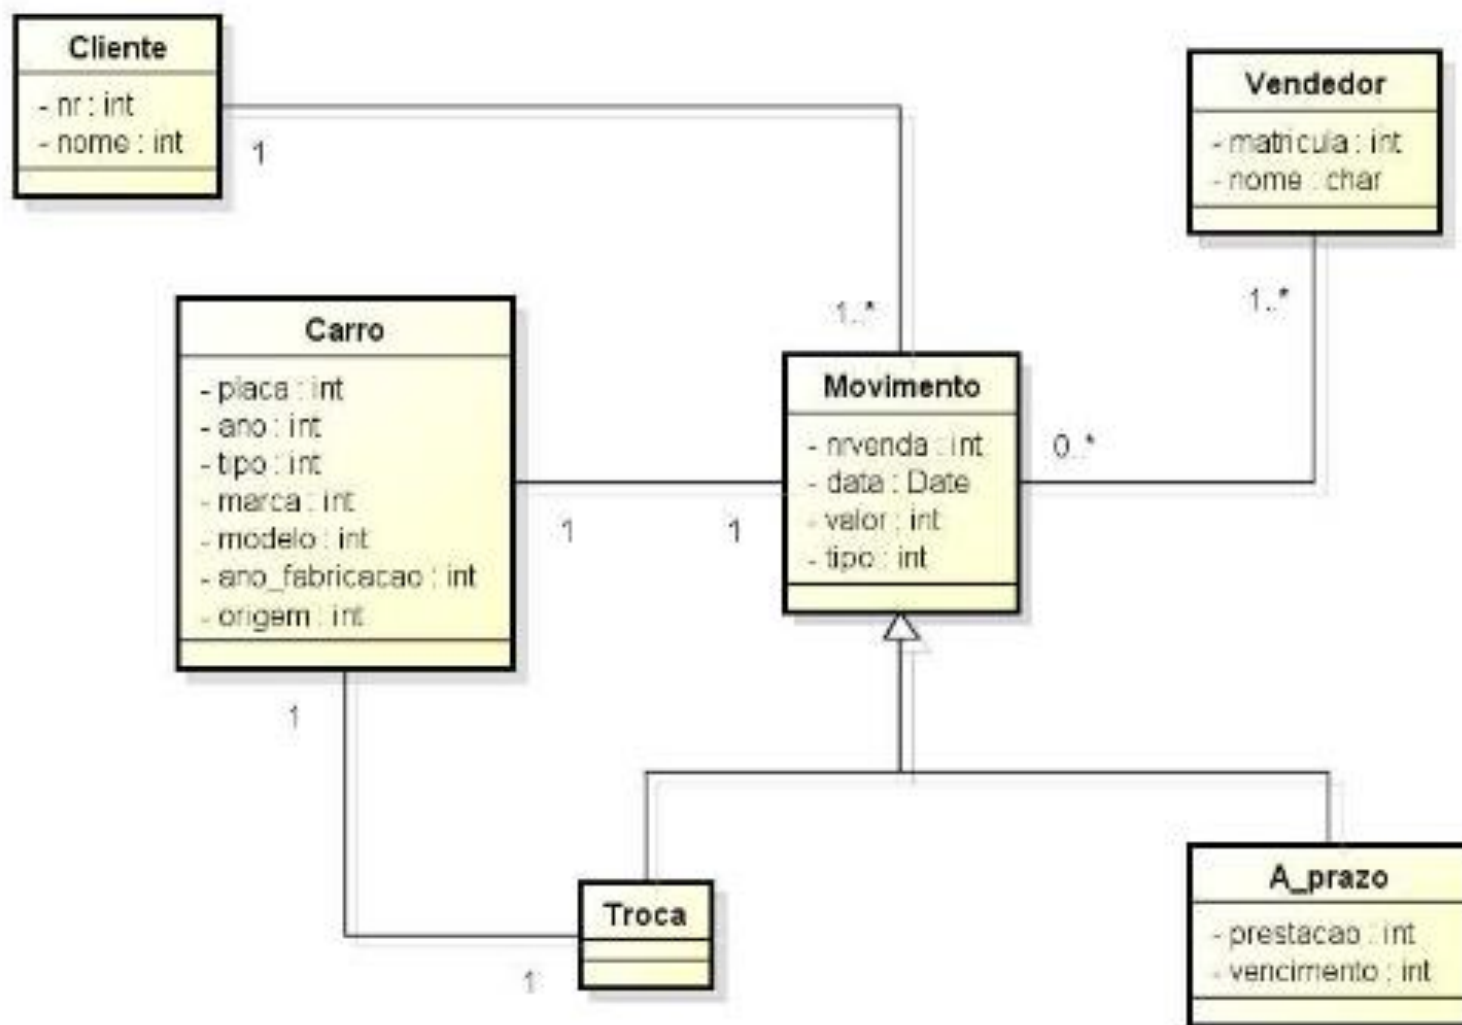 Cliente
- nr : int
- nome : int
1
Vendedor
- matricula : int
- nome : char
1..*
1..*
Carro
- placa : int
- ano : int
- tipo : int
- marca : int
- modelo : int
- ano_fabricacao : int
- origem : int
1
1
Movimento
- nrvenda : int
- data : Date
- valor : int
- tipo : int
0..*
1
Troca
1
A_prazo
- prestacao : int
- vencimento : int